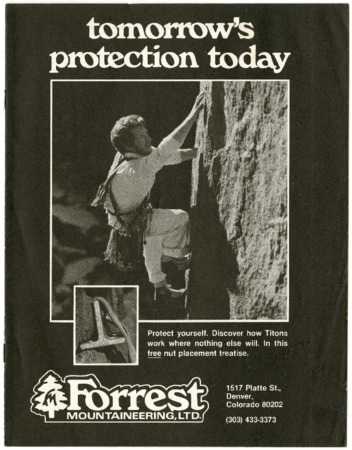 tomorrow's
protection today
Protect yourself. Discover how Titons
work where nothing else will. In this
free nut placement treatise.
Forrest
MOUNTAINEERING, LTD.
1517 Platte St.,
Denver,
Colorado 80202
(303) 433-3373